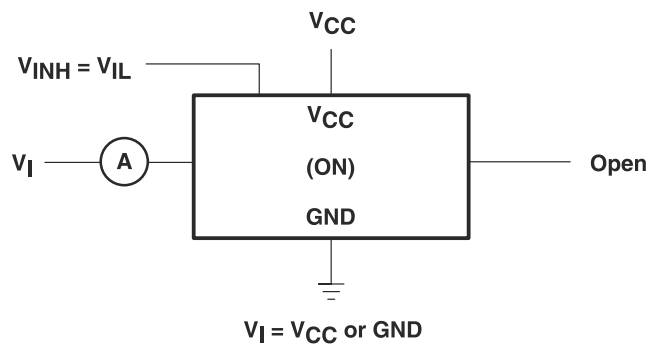 VCC
VINH = VIL
VCC
VI A (ON) Open
GND
VI = VCC or GND